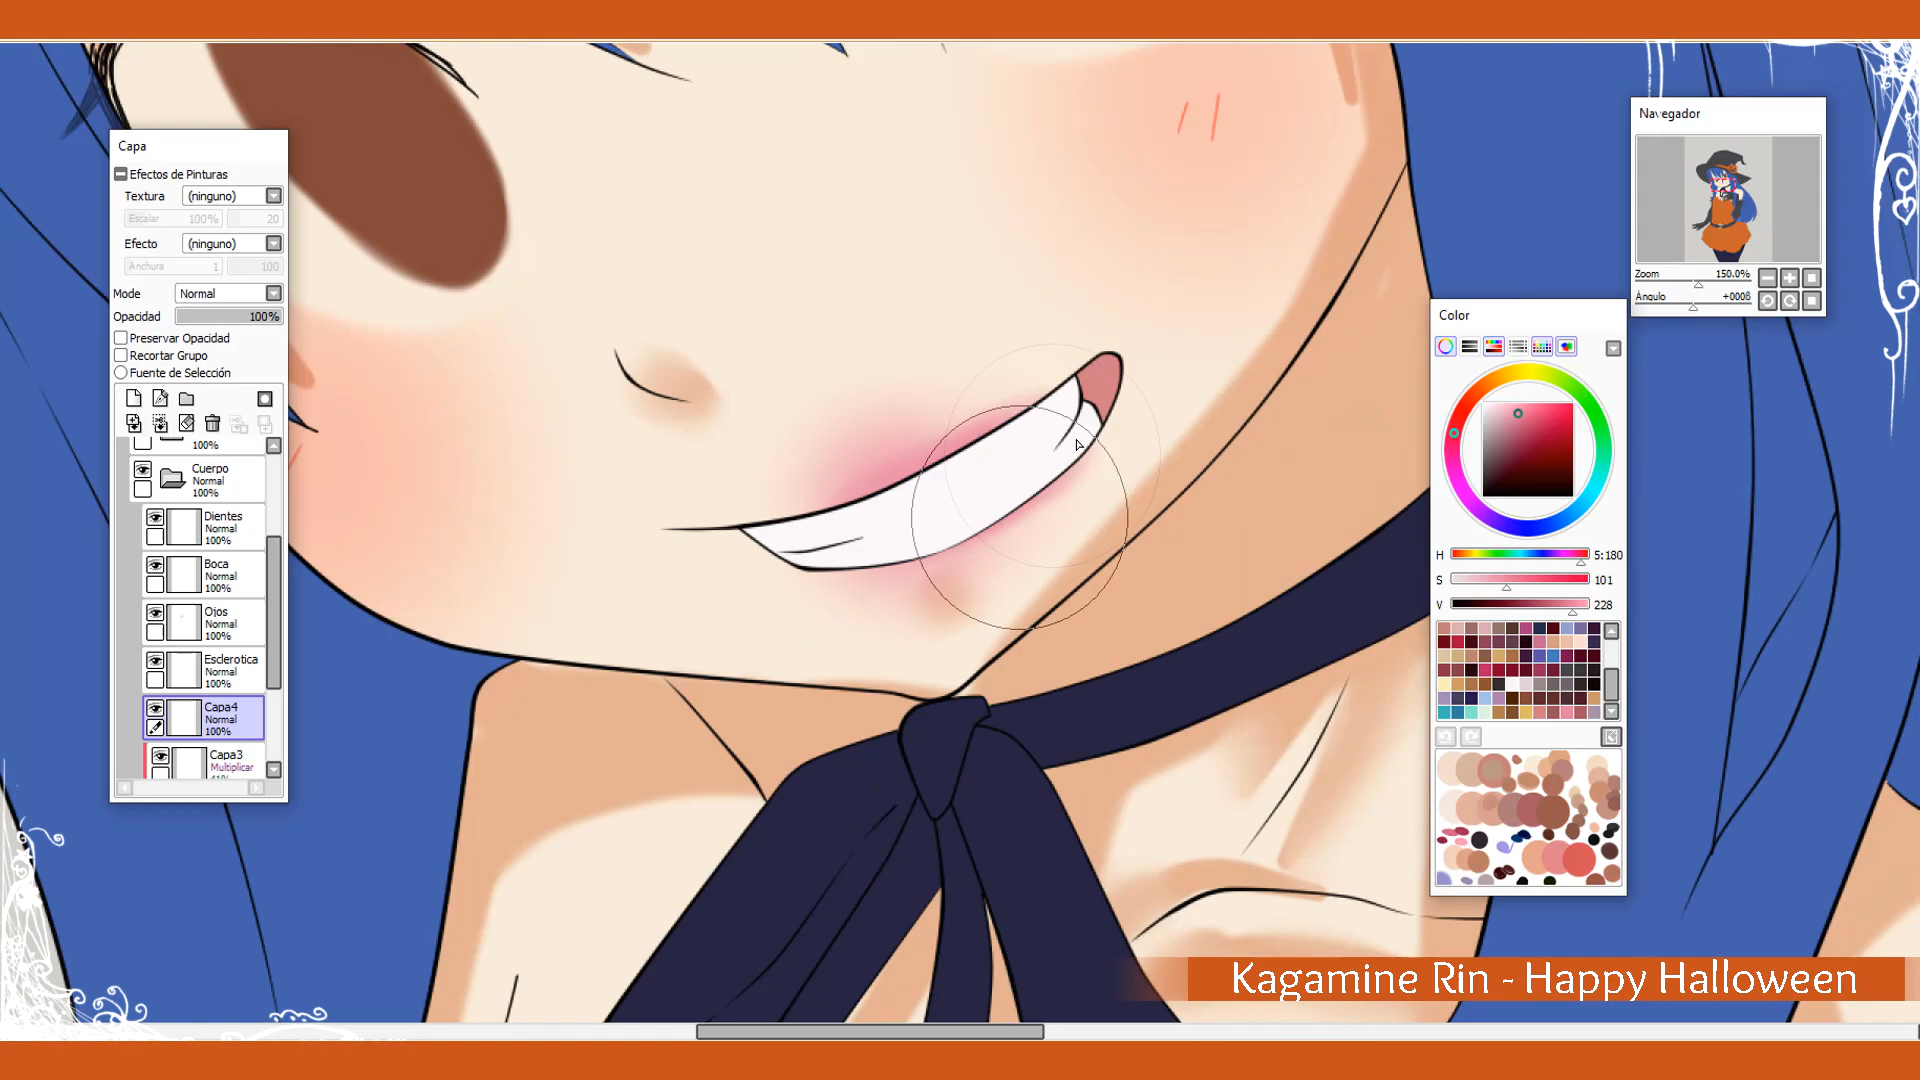 Capa
Efectos de Pinturas
Textura (ninguno)
Escalar 100% 20
Efecto (ninguno)
Anchura 1 100
Mode Normal
Opacidad 100%
Preservar Opacidad
Recortar Grupo
Fuente de Selección
100%
Cuerpo
Normal
100%
Dientes
Normal
100%
Boca
Normal
100%
Ojos
Normal
100%
Esclerotica
Normal
100%
Capa4
Normal
100%
Capa3
Multiplicar
Navegador
Zoom 150.0%
Ángulo
Color
H 5:180
S 101
V 228
Kagamine Rin - Happy Halloween